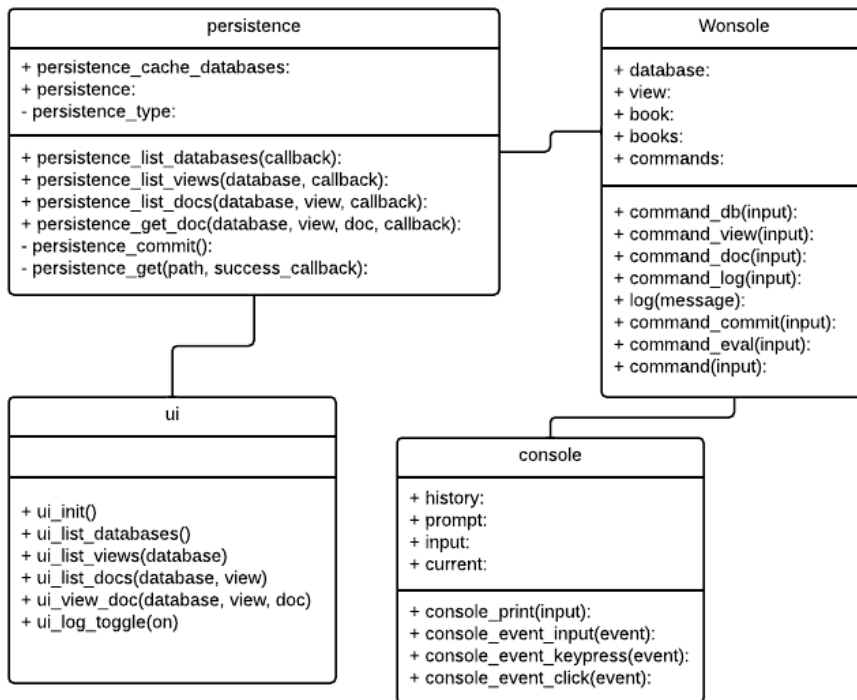 persistence
+ persistence_cache_databases:
+ persistence:
- persistence_type:
+ persistence_list_databases(callback):
+ persistence_list_views(database, callback):
+ persistence_list_docs(database, view, callback):
+ persistence_get_doc(database, view, doc, callback):
- persistence_commit():
- persistence_get(path, success_callback):
Wonsole
+ database:
+ view:
+ book:
+ books:
+ commands:
+ command_db(input):
+ command_view(input):
+ command_doc(input):
+ command_log(input):
+ log(message):
+ command_commit(input):
+ command_eval(input):
+ command(input):
ui
+ ui_init()
+ ui_list_databases()
+ ui_list_views(database)
+ ui_list_docs(database, view)
+ ui_view_doc(database, view, doc)
+ ui_log_toggle(on)
console
+ history:
+ prompt:
+ input:
+ current:
+ console_print(input):
+ console_event_input(event):
+ console_event_keypress(event):
+ console_event_click(event):